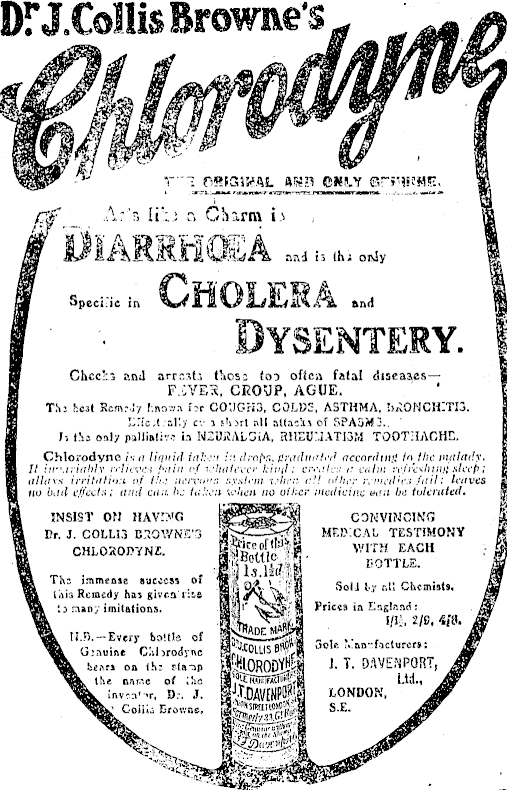 Dr. J. Collis Browne's
Chlorodyne
THE ORIGINAL AND ONLY GENUINE.
Acts like a Charm in
DIARRHŒA and is the only
Specific in CHOLERA and
DYSENTERY.
Checks and arrests those too often fatal diseases—
FEVER, CROUP, AGUE.
The best Remedy known for COUGHS, COLDS, ASTHMA, BRONCHITIS.
Effectually cuts short all attacks of SPASMS.
Is the only palliative in NEURALGIA, RHEUMATISM TOOTHACHE.
Chlorodyne is a liquid taken in drops, graduated according to the malady.
It invariably relieves pain of whatever kind; creates a calm refreshing sleep;
allays irritation of the nervous system when all other remedies fail; leaves
no bad effects; and can be taken when no other medicine can be tolerated.
INSIST ON HAVING
Dr. J. COLLIS BROWNE'S
CHLORODYNE.
The immense success of
this Remedy has given rise
to many imitations.
N.B.—Every bottle of
Genuine Chlorodyne
bears on the stamp
the name of the
inventor, Dr. J.
Collis Browne.
Price of this
Bottle
1s. 1½d
TRADE MARK
DR J. COLLIS BROWNE
CHLORODYNE
SOLE MANUFACTURER
J.T. DAVENPORT
CONVINCING
MEDICAL TESTIMONY
WITH EACH
BOTTLE.
Sold by all Chemists.
Prices in England:
1/1½, 2/9, 4/6.
Sole Manufacturers:
J. T. DAVENPORT,
Ltd.,
LONDON,
S.E.